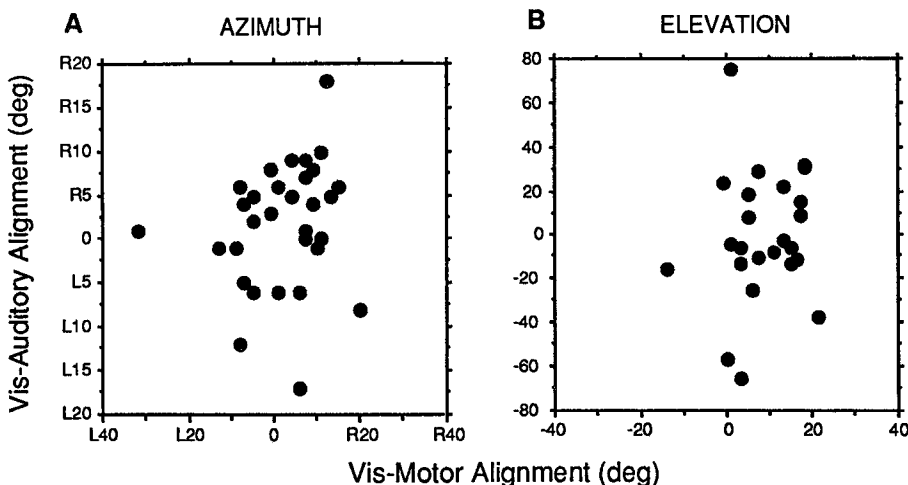 A AZIMUTH
B ELEVATION
Vis-Auditory Alignment (deg)
R20
R15
R10
R5
0
L5
L10
L15
L20
L40 L20 0 R20 R40
80
60
40
20
0
-20
-40
-60
-80
-40 -20 0 20 40
Vis-Motor Alignment (deg)